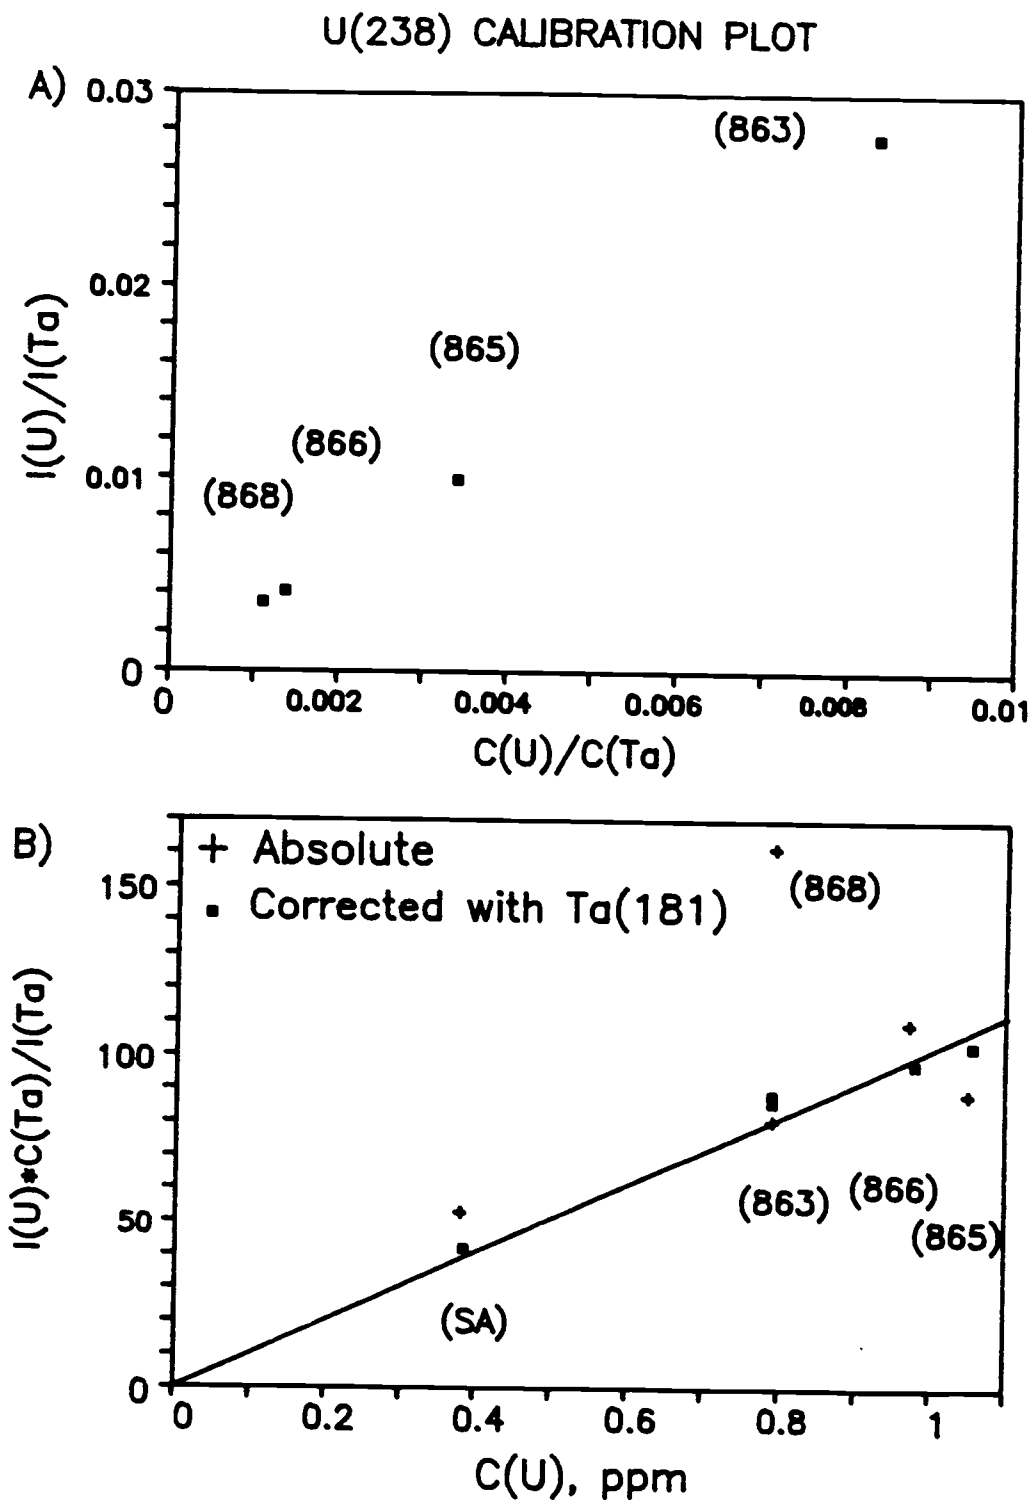 U(238) CALIBRATION PLOT
A)
0.03
(863)
0.02
(865)
(866)
0.01
(868)
0
I(U)/I(Ta)
0 0.002 0.004 0.006 0.008 0.01
C(U)/C(Ta)
B)
+ Absolute
▪ Corrected with Ta(181)
150
(868)
100
(863) (866)
50
(865)
(SA)
0
I(U)*C(Ta)/I(Ta)
0 0.2 0.4 0.6 0.8 1
C(U), ppm